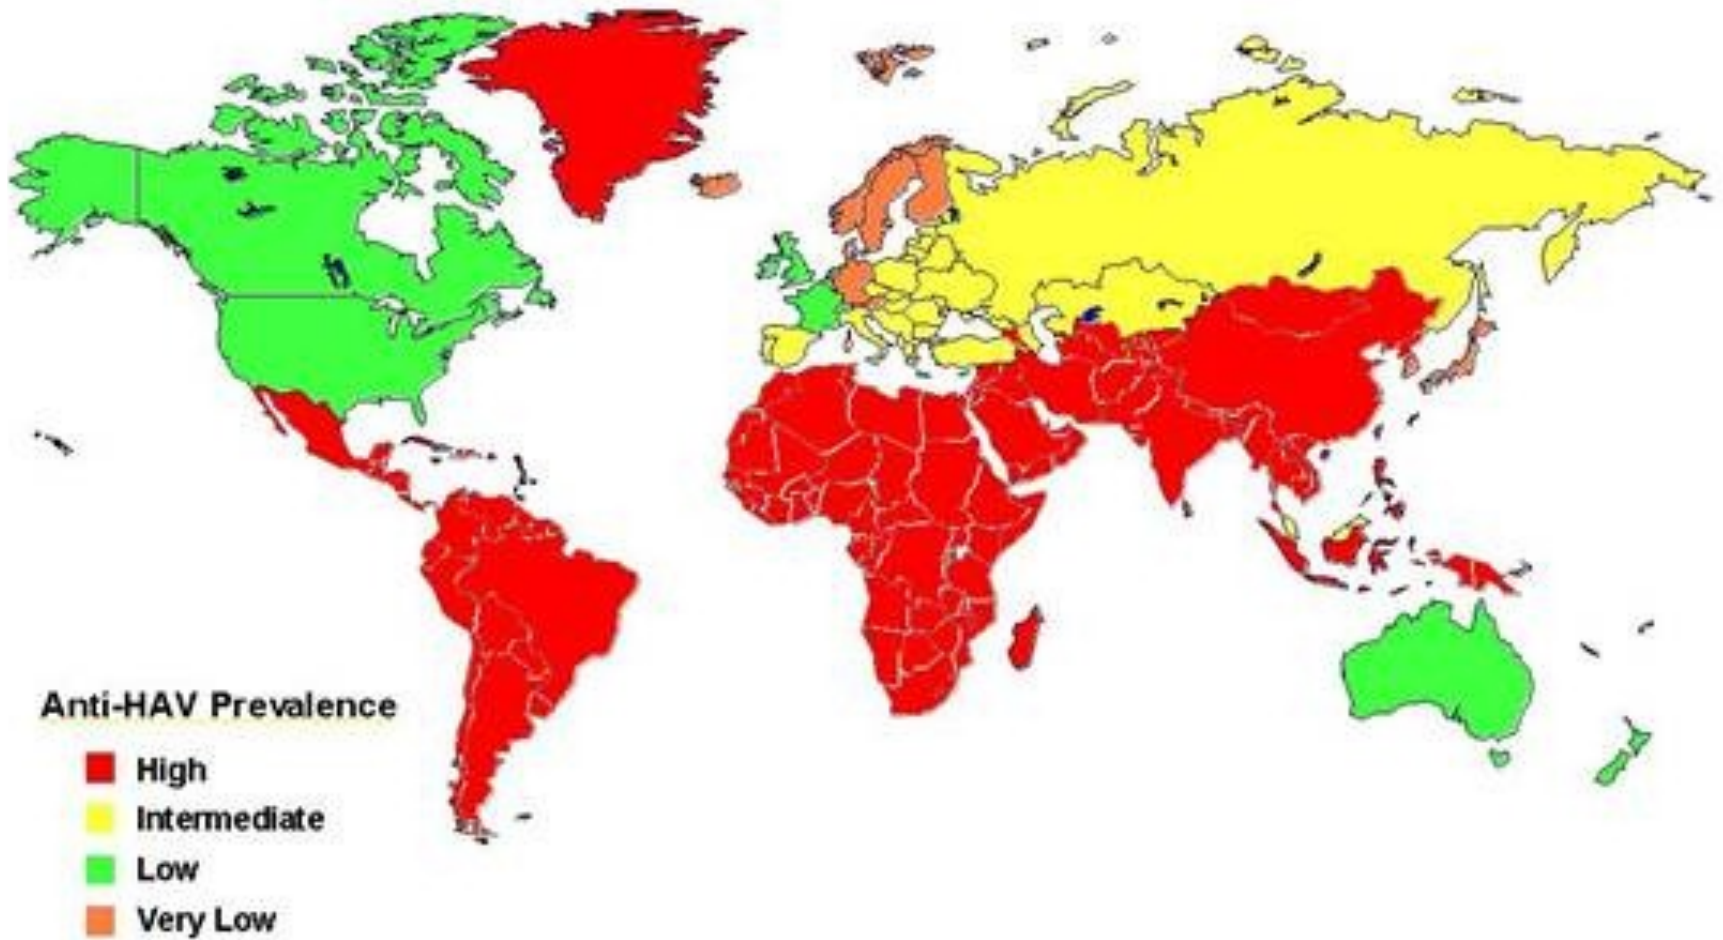 Anti-HAV Prevalence
High
Intermediate
Low
Very Low